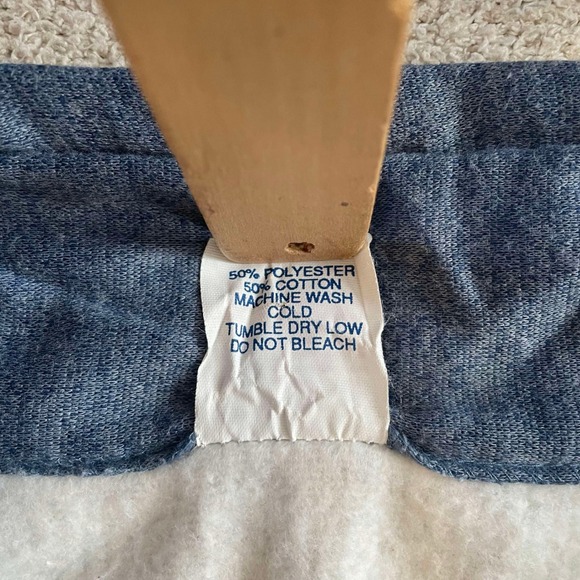 50% POLYESTER
50% COTTON
MACHINE WASH
COLD
TUMBLE DRY LOW
DO NOT BLEACH